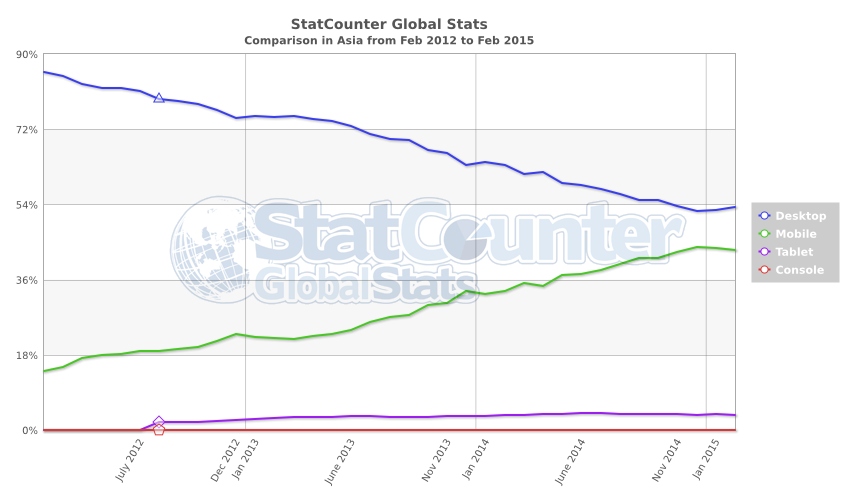 StatCounter Global Stats
Comparison in Asia from Feb 2012 to Feb 2015
90%
72%
54%
36%
18%
0%
StatCounter
GlobalStats
Desktop
Mobile
Tablet
Console
July 2012
Dec 2012
Jan 2013
June 2013
Nov 2013
Jan 2014
June 2014
Nov 2014
Jan 2015